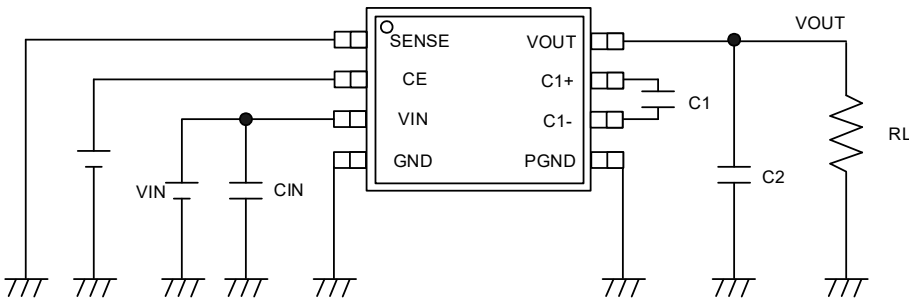 VOUT
SENSE
VOUT
CE
C1+
C1
VIN
C1-
RL
GND
PGND
VIN
CIN
C2